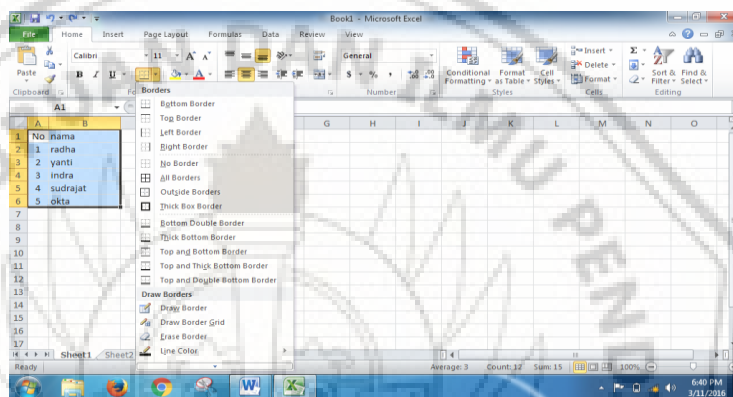 Book1 - Microsoft Excel
File Home Insert Page Layout Formulas Data Review View
Calibri 11 A A General Insert Σ
Paste B I U $ % , Conditional Formatting Format as Table Cell Styles Delete Format Sort & Filter Find & Select
Clipboard Number Styles Cells Editing
A1
Borders
Bottom Border
Top Border
Left Border
Right Border
No Border
All Borders
Outside Borders
Thick Box Border
Bottom Double Border
Thick Bottom Border
Top and Bottom Border
Top and Thick Bottom Border
Top and Double Bottom Border
Draw Borders
Draw Border
Draw Border Grid
Erase Border
Line Color
A B G H I J K L M N O
1 No nama
2 1 radha
3 2 yanti
4 3 indra
5 4 sudrajat
6 5 okta
7
8
9
10
11
12
13
14
15
16
17
Sheet1 Sheet2
Ready Average: 3 Count: 12 Sum: 15 100%
6:40 PM
3/11/2016
ILMU PEN